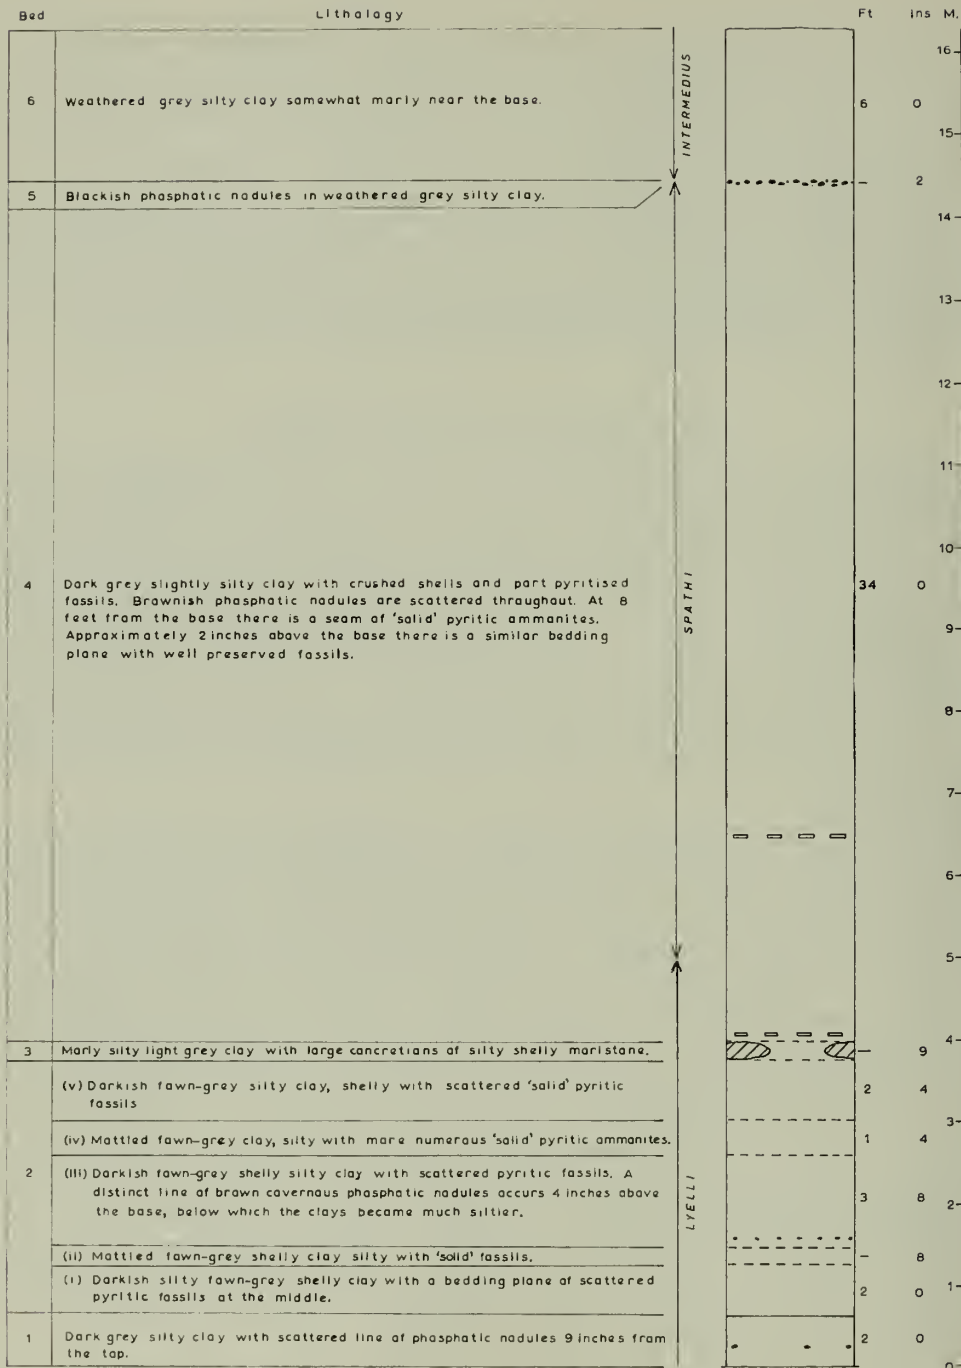 Bed Lithology Ft ins M.
16
6 Weathered grey silty clay somewhat marly near the base. INTERMEDIUS 6 0
15
5 Blackish phosphatic nodules in weathered grey silty clay. – 2
14
13
12
11
10
4 Dark grey slightly silty clay with crushed shells and part pyritised 34 0
fossils. Brownish phosphatic nodules are scattered throughout. At 8
feet from the base there is a seam of 'solid' pyritic ammonites.
Approximately 2 inches above the base there is a similar bedding
plane with well preserved fossils.
SPATHI
9
8
7
6
5
4
3 Marly silty light grey clay with large concretions of silty shelly marlstone. – 9
(v) Darkish fawn-grey silty clay, shelly with scattered 'solid' pyritic 2 4
fossils
3
(iv) Mottled fawn-grey clay, silty with more numerous 'solid' pyritic ammonites. 1 4
2 (iii) Darkish fawn-grey shelly silty clay with scattered pyritic fossils. A
distinct line of brown cavernous phosphatic nodules occurs 4 inches above 3 8
the base, below which the clays became much siltier.
2
LYELLI
(ii) Mottled fawn-grey shelly clay silty with 'solid' fossils. – 8
(i) Darkish silty fawn-grey shelly clay with a bedding plane of scattered 2 0
pyritic fossils at the middle.
1
1 Dark grey silty clay with scattered line of phosphatic nodules 9 inches from 2 0
the top.
0